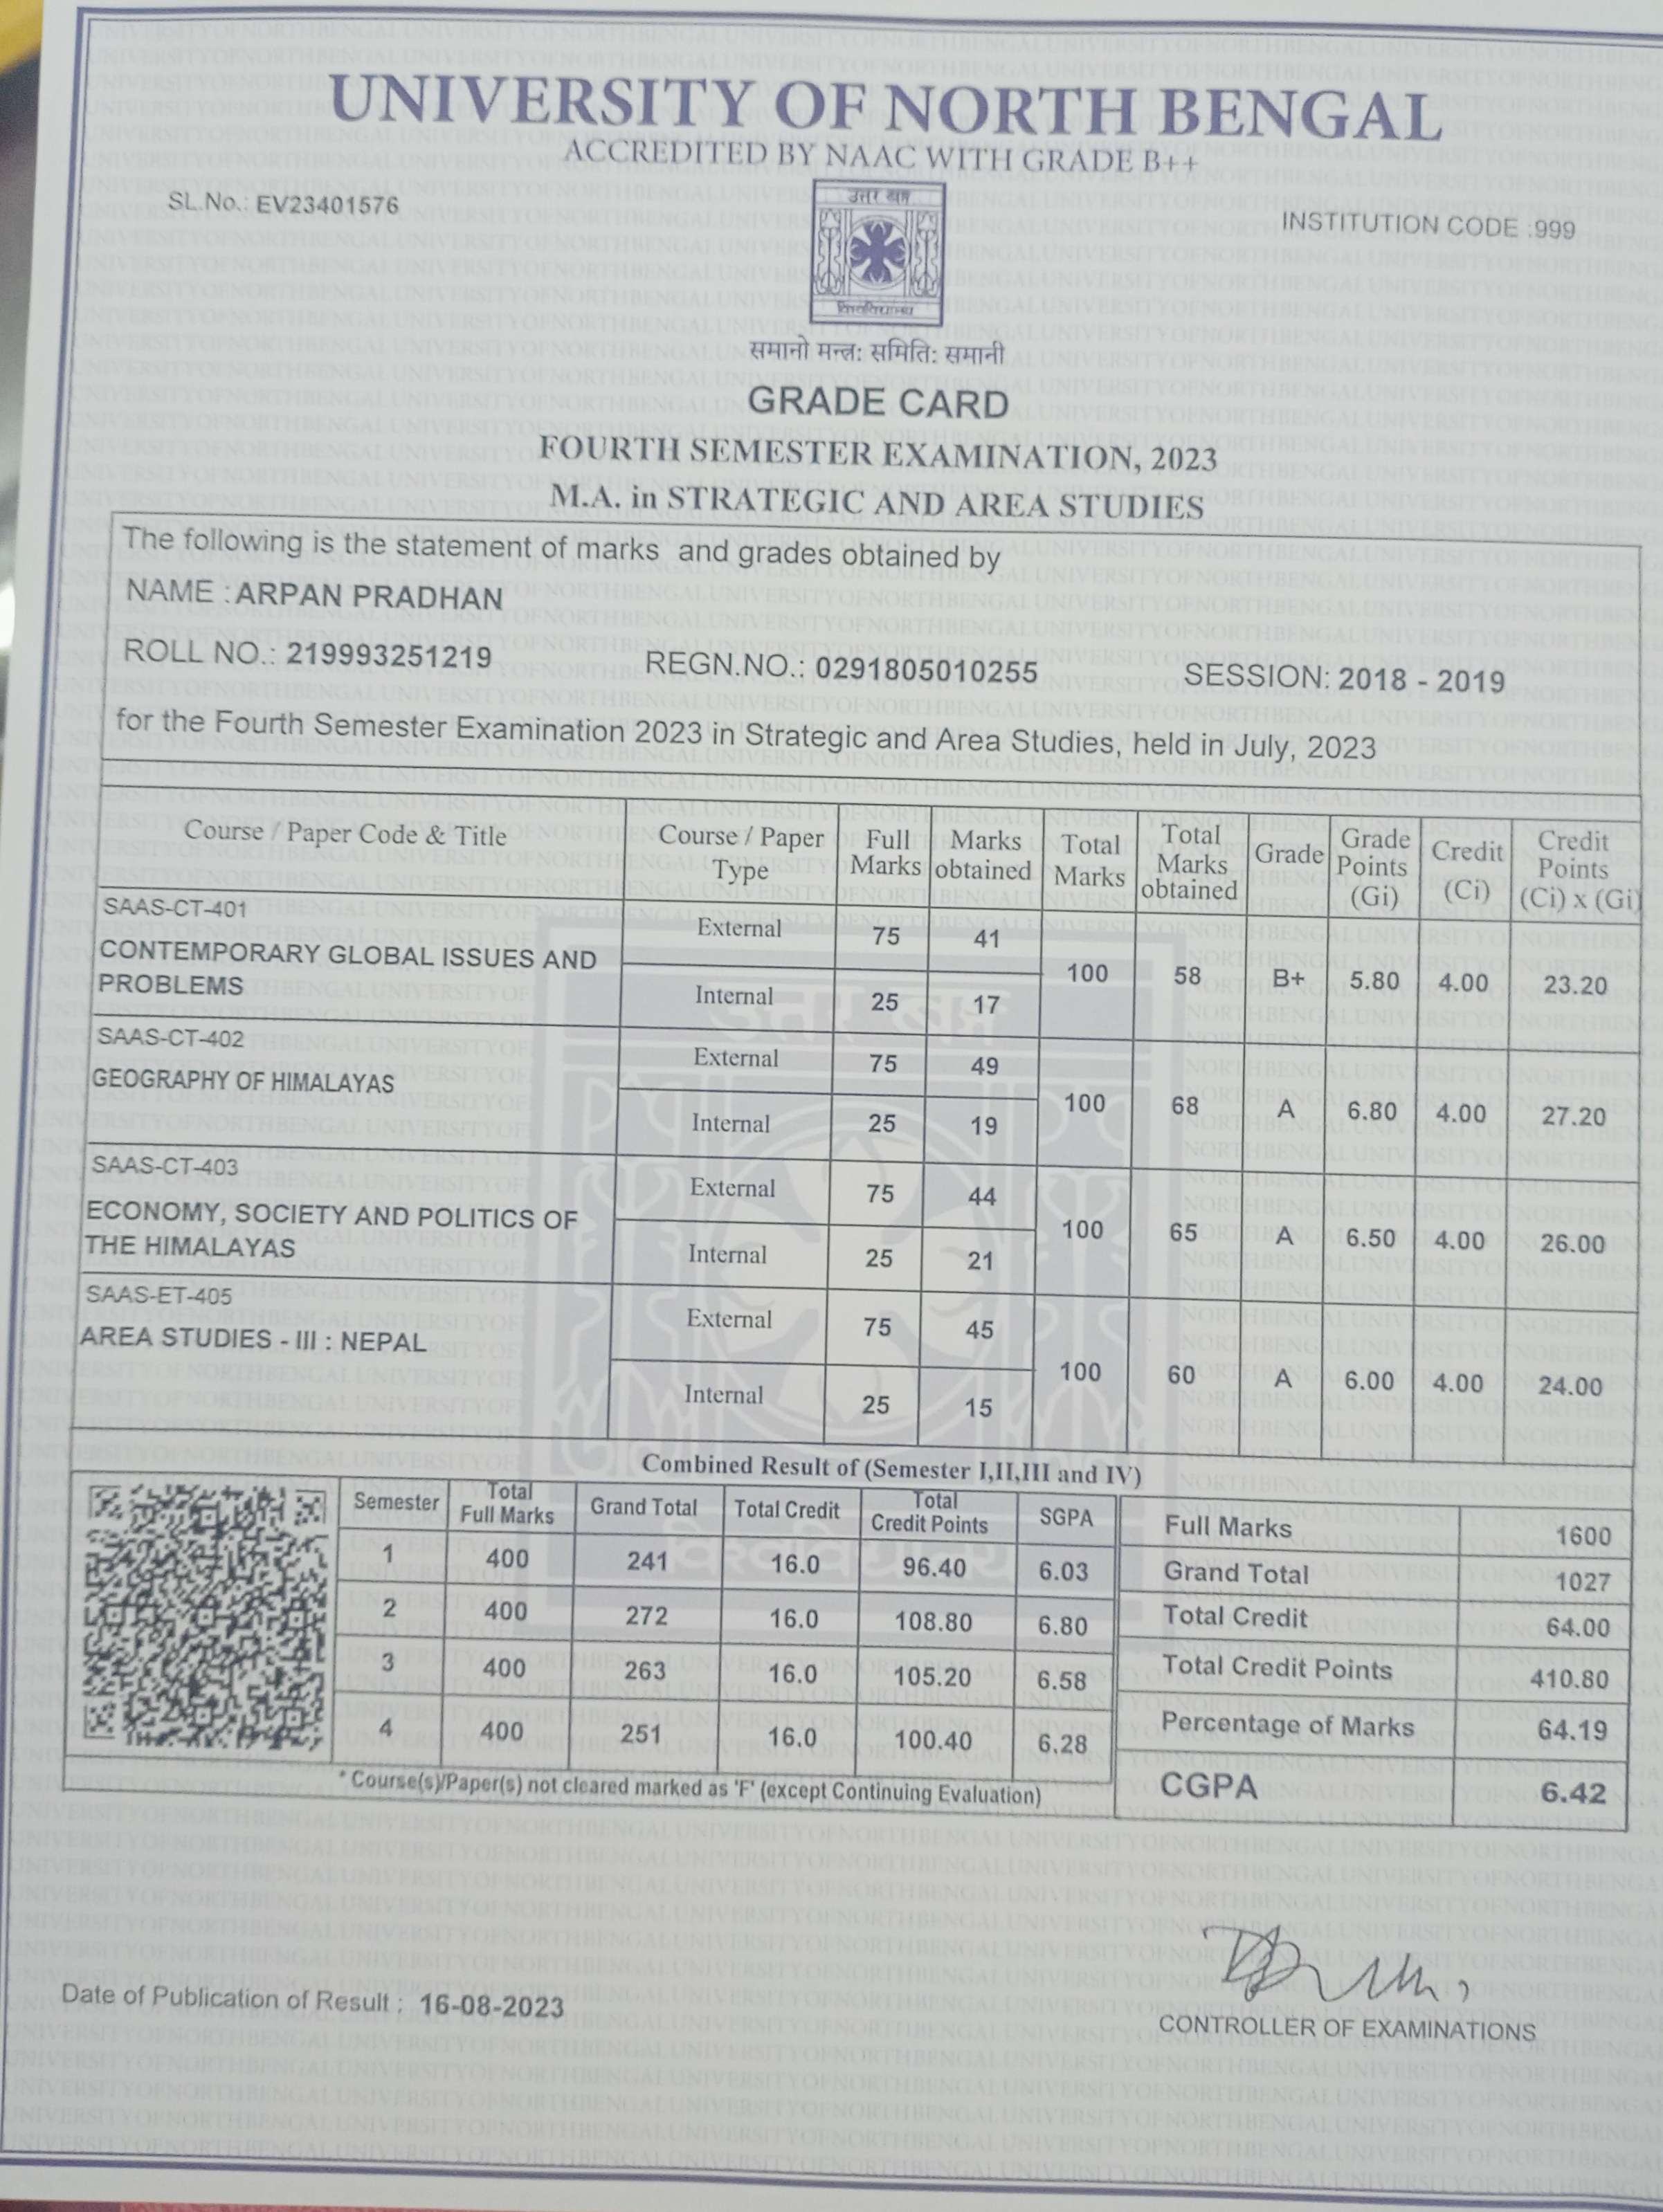 UNIVERSITY OF NORTH BENGAL
ACCREDITED BY NAAC WITH GRADE B++
SL.No.: EV23401576
INSTITUTION CODE :999
समानो मन्त्र: समिति: समानी
GRADE CARD
FOURTH SEMESTER EXAMINATION, 2023
M.A. in STRATEGIC AND AREA STUDIES
The following is the statement of marks and grades obtained by
NAME : ARPAN PRADHAN
ROLL NO.: 219993251219 REGN.NO.: 0291805010255 SESSION: 2018 - 2019
for the Fourth Semester Examination 2023 in Strategic and Area Studies, held in July, 2023
Course / Paper Code & Title Course / Paper Type Full Marks Marks obtained Total Marks Total Marks obtained Grade Grade Points (Gi) Credit (Ci) Credit Points (Ci) x (Gi)
SAAS-CT-401
CONTEMPORARY GLOBAL ISSUES AND
PROBLEMS
External 75 41
Internal 25 17
100 58 B+ 5.80 4.00 23.20
SAAS-CT-402
GEOGRAPHY OF HIMALAYAS
External 75 49
Internal 25 19
100 68 A 6.80 4.00 27.20
SAAS-CT-403
ECONOMY, SOCIETY AND POLITICS OF
THE HIMALAYAS
External 75 44
Internal 25 21
100 65 A 6.50 4.00 26.00
SAAS-ET-405
AREA STUDIES - III : NEPAL
External 75 45
Internal 25 15
100 60 A 6.00 4.00 24.00
Combined Result of (Semester I,II,III and IV)
Semester Total Full Marks Grand Total Total Credit Total Credit Points SGPA
1 400 241 16.0 96.40 6.03
2 400 272 16.0 108.80 6.80
3 400 263 16.0 105.20 6.58
4 400 251 16.0 100.40 6.28
* Course(s)/Paper(s) not cleared marked as 'F' (except Continuing Evaluation)
Full Marks 1600
Grand Total 1027
Total Credit 64.00
Total Credit Points 410.80
Percentage of Marks 64.19
CGPA 6.42
Date of Publication of Result : 16-08-2023
CONTROLLER OF EXAMINATIONS